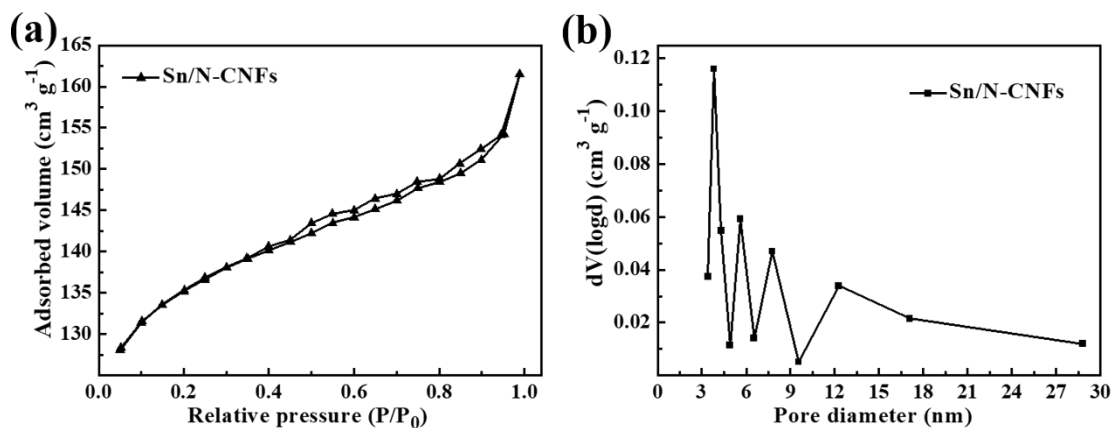 (a)
165
160
155
150
145
140
135
130
Adsorbed volume (cm³ g⁻¹)
Sn/N-CNFs
0.0 0.2 0.4 0.6 0.8 1.0
Relative pressure (P/P₀)
(b)
0.12
0.10
0.08
0.06
0.04
0.02
dV(logd) (cm³ g⁻¹)
Sn/N-CNFs
0 3 6 9 12 15 18 21 24 27 30
Pore diameter (nm)